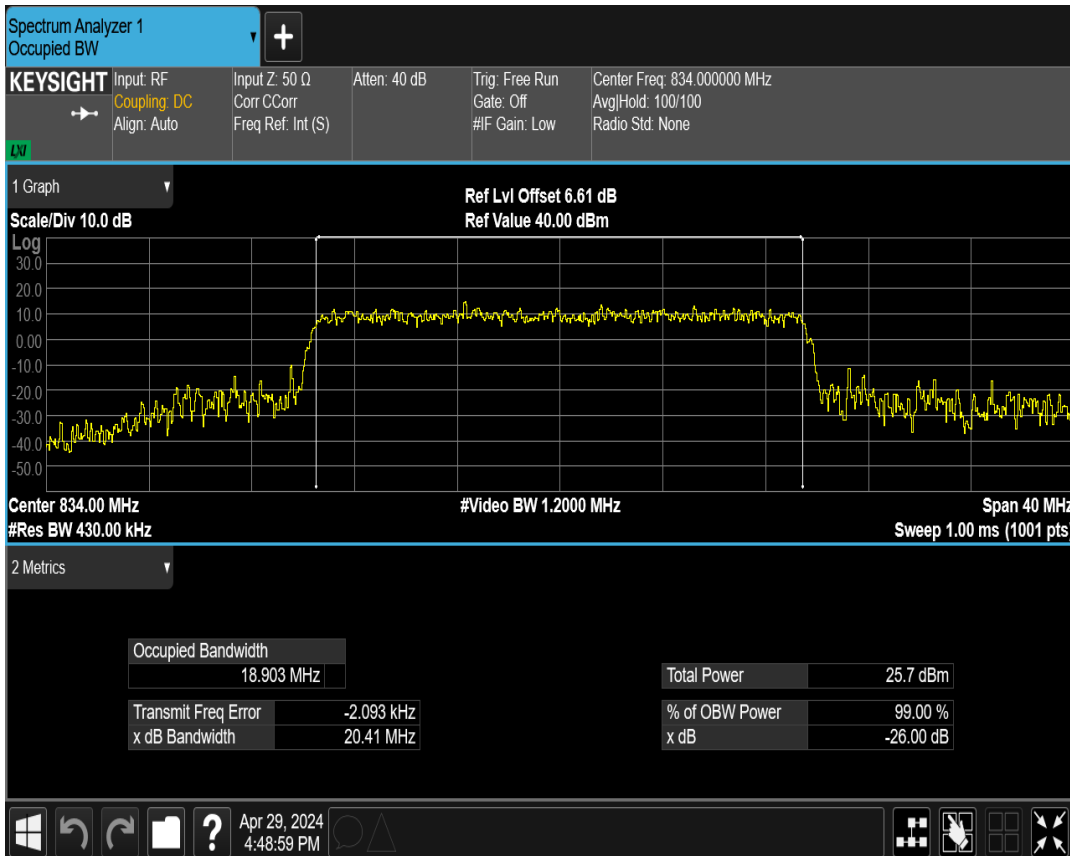 Spectrum Analyzer 1
Occupied BW
+
KEYSIGHT
LXI
Input: RF
Coupling: DC
Align: Auto
Input Z: 50 Ω
Corr CCorr
Freq Ref: Int (S)
Atten: 40 dB
Trig: Free Run
Gate: Off
#IF Gain: Low
Center Freq: 834.000000 MHz
Avg|Hold: 100/100
Radio Std: None
1 Graph
Scale/Div 10.0 dB
Ref Lvl Offset 6.61 dB
Ref Value 40.00 dBm
Log
30.0
20.0
10.0
0.00
-10.0
-20.0
-30.0
-40.0
-50.0
Center 834.00 MHz
#Video BW 1.2000 MHz
Span 40 MHz
#Res BW 430.00 kHz
Sweep 1.00 ms (1001 pts)
2 Metrics
Occupied Bandwidth
18.903 MHz
Total Power 25.7 dBm
Transmit Freq Error -2.093 kHz
% of OBW Power 99.00 %
x dB Bandwidth 20.41 MHz
x dB -26.00 dB
?
Apr 29, 2024
4:48:59 PM